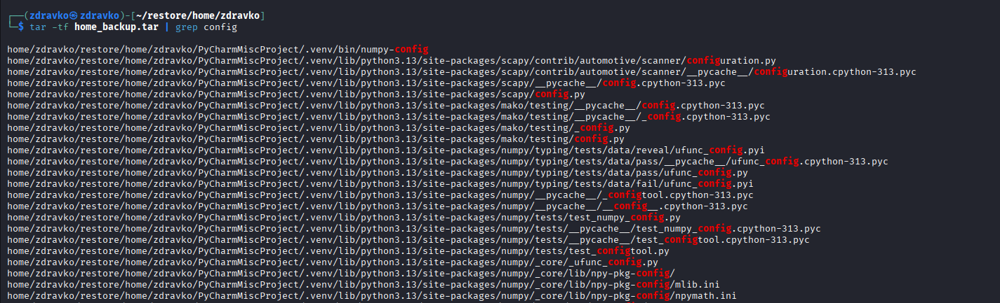 ┌──(zdravko㉿zdravko)-[~/restore/home/zdravko]
└─$ tar -tf home_backup.tar | grep config
home/zdravko/restore/home/zdravko/PyCharmMiscProject/.venv/bin/numpy-config
home/zdravko/restore/home/zdravko/PyCharmMiscProject/.venv/lib/python3.13/site-packages/scapy/contrib/automotive/scanner/configuration.py
home/zdravko/restore/home/zdravko/PyCharmMiscProject/.venv/lib/python3.13/site-packages/scapy/contrib/automotive/scanner/__pycache__/configuration.cpython-313.pyc
home/zdravko/restore/home/zdravko/PyCharmMiscProject/.venv/lib/python3.13/site-packages/scapy/__pycache__/config.cpython-313.pyc
home/zdravko/restore/home/zdravko/PyCharmMiscProject/.venv/lib/python3.13/site-packages/scapy/config.py
home/zdravko/restore/home/zdravko/PyCharmMiscProject/.venv/lib/python3.13/site-packages/mako/testing/__pycache__/config.cpython-313.pyc
home/zdravko/restore/home/zdravko/PyCharmMiscProject/.venv/lib/python3.13/site-packages/mako/testing/__pycache__/_config.cpython-313.pyc
home/zdravko/restore/home/zdravko/PyCharmMiscProject/.venv/lib/python3.13/site-packages/mako/testing/_config.py
home/zdravko/restore/home/zdravko/PyCharmMiscProject/.venv/lib/python3.13/site-packages/mako/testing/config.py
home/zdravko/restore/home/zdravko/PyCharmMiscProject/.venv/lib/python3.13/site-packages/numpy/typing/tests/data/reveal/ufunc_config.pyi
home/zdravko/restore/home/zdravko/PyCharmMiscProject/.venv/lib/python3.13/site-packages/numpy/typing/tests/data/pass/__pycache__/ufunc_config.cpython-313.pyc
home/zdravko/restore/home/zdravko/PyCharmMiscProject/.venv/lib/python3.13/site-packages/numpy/typing/tests/data/pass/ufunc_config.py
home/zdravko/restore/home/zdravko/PyCharmMiscProject/.venv/lib/python3.13/site-packages/numpy/typing/tests/data/fail/ufunc_config.pyi
home/zdravko/restore/home/zdravko/PyCharmMiscProject/.venv/lib/python3.13/site-packages/numpy/__pycache__/_configtool.cpython-313.pyc
home/zdravko/restore/home/zdravko/PyCharmMiscProject/.venv/lib/python3.13/site-packages/numpy/__pycache__/__config__.cpython-313.pyc
home/zdravko/restore/home/zdravko/PyCharmMiscProject/.venv/lib/python3.13/site-packages/numpy/tests/test_numpy_config.py
home/zdravko/restore/home/zdravko/PyCharmMiscProject/.venv/lib/python3.13/site-packages/numpy/tests/__pycache__/test_numpy_config.cpython-313.pyc
home/zdravko/restore/home/zdravko/PyCharmMiscProject/.venv/lib/python3.13/site-packages/numpy/tests/__pycache__/test_configtool.cpython-313.pyc
home/zdravko/restore/home/zdravko/PyCharmMiscProject/.venv/lib/python3.13/site-packages/numpy/tests/test_configtool.py
home/zdravko/restore/home/zdravko/PyCharmMiscProject/.venv/lib/python3.13/site-packages/numpy/_core/_ufunc_config.py
home/zdravko/restore/home/zdravko/PyCharmMiscProject/.venv/lib/python3.13/site-packages/numpy/_core/lib/npy-pkg-config/
home/zdravko/restore/home/zdravko/PyCharmMiscProject/.venv/lib/python3.13/site-packages/numpy/_core/lib/npy-pkg-config/mlib.ini
home/zdravko/restore/home/zdravko/PyCharmMiscProject/.venv/lib/python3.13/site-packages/numpy/_core/lib/npy-pkg-config/npymath.ini